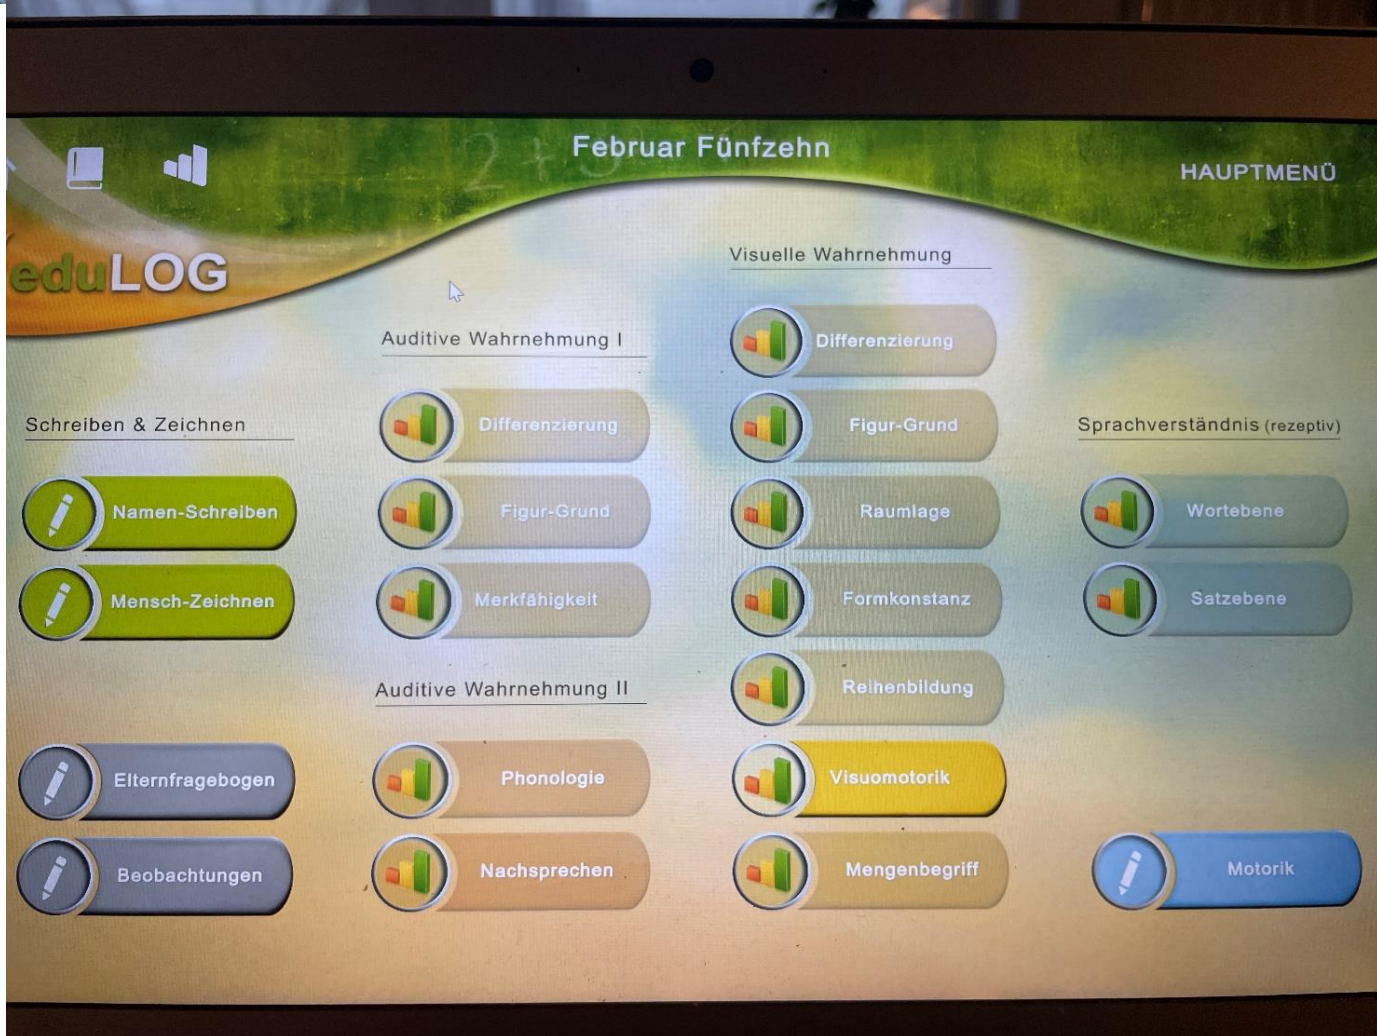 Februar Fünfzehn
HAUPTMENÜ
eduLOG
Schreiben & Zeichnen
Namen-Schreiben
Mensch-Zeichnen
Elternfragebogen
Beobachtungen
Auditive Wahrnehmung I
Differenzierung
Figur-Grund
Merkfähigkeit
Auditive Wahrnehmung II
Phonologie
Nachsprechen
Visuelle Wahrnehmung
Differenzierung
Figur-Grund
Raumlage
Formkonstanz
Reihenbildung
Visuomotorik
Mengenbegriff
Sprachverständnis (rezeptiv)
Wortebene
Satzebene
Motorik